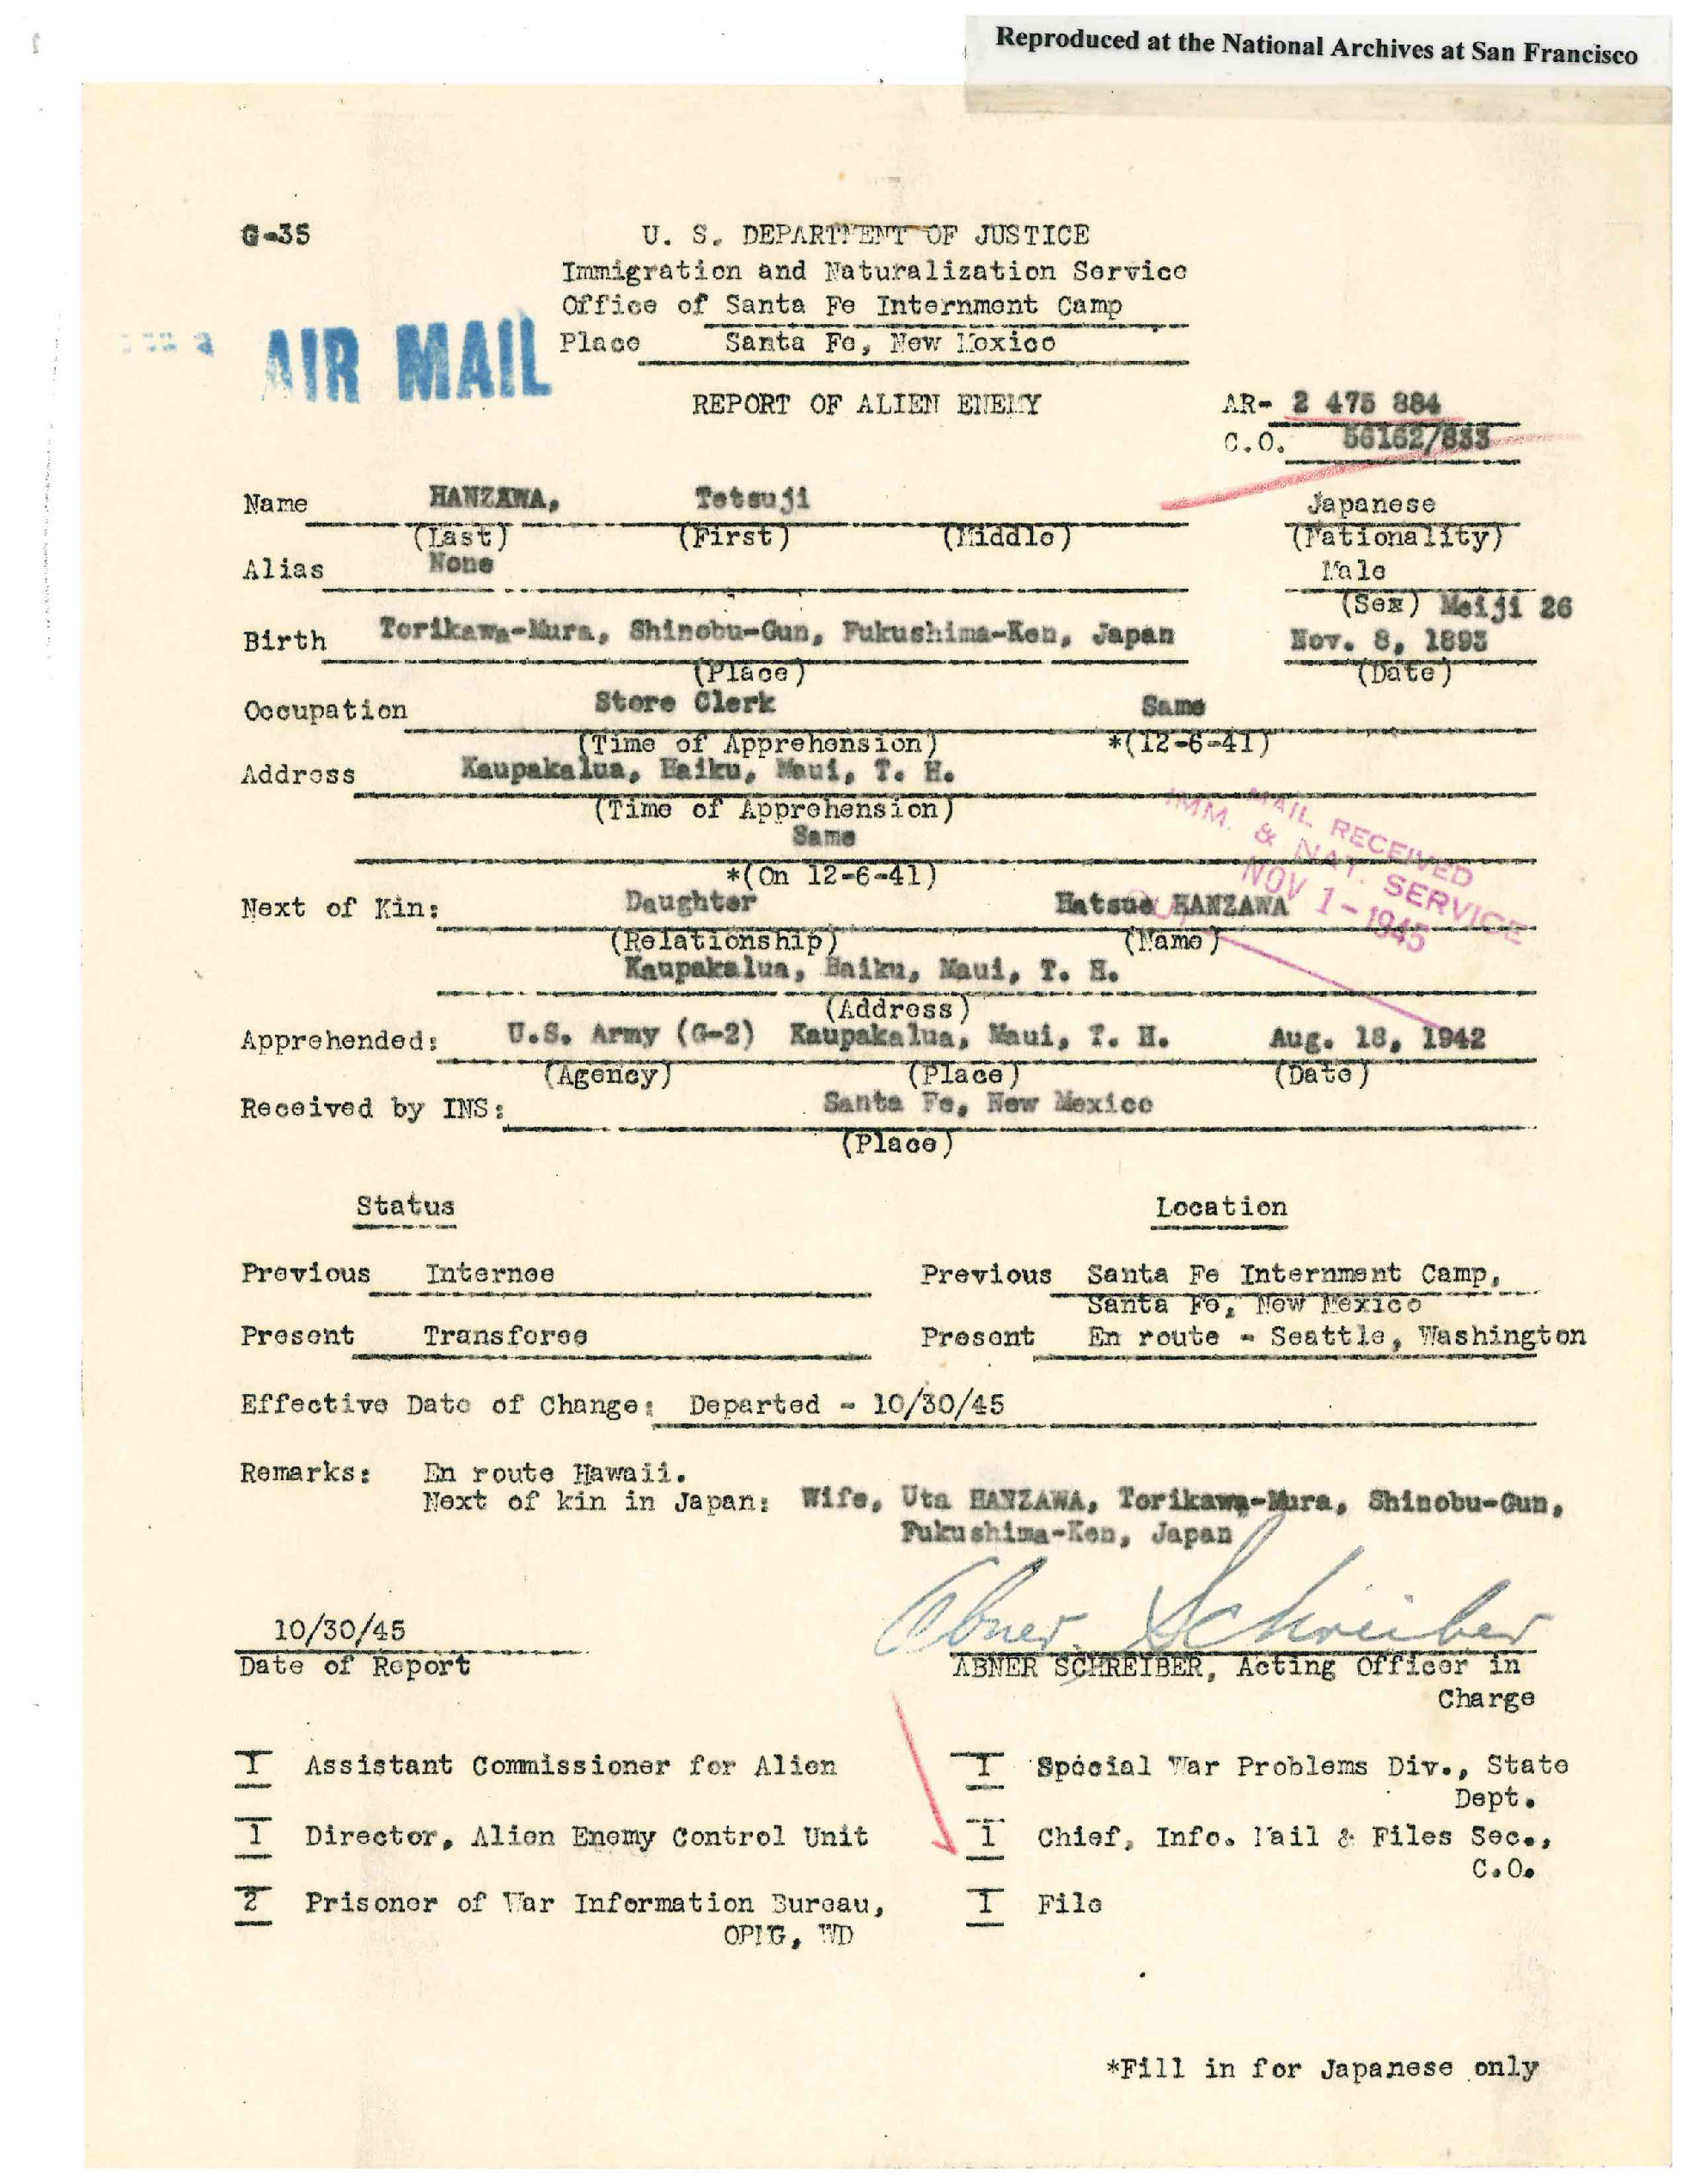 Reproduced at the National Archives at San Francisco
G-35
U. S. DEPARTMENT OF JUSTICE
Immigration and Naturalization Service
Office of Santa Fe Internment Camp
AIR MAIL
Place Santa Fe, New Mexico
REPORT OF ALIEN ENEMY AR- 2 475 884
C.O. 56162/833
Name HANZAWA, Tetsuji Japanese
(Last) (First) (Middle) (Nationality)
Alias None Male
(Sex) Meiji 26
Birth Torikawa-Mura, Shinobu-Gun, Fukushima-Ken, Japan Nov. 8, 1893
(Place) (Date)
Occupation Store Clerk Same
(Time of Apprehension) *(12-6-41)
Address Kaupakalua, Haiku, Maui, T. H.
(Time of Apprehension)
Same
*(On 12-6-41)
MAIL RECEIVED
IMM. & NAT. SERVICE
NOV 1-1945
Next of Kin: Daughter Hatsue HANZAWA
(Relationship) (Name)
Kaupakalua, Haiku, Maui, T. H.
(Address)
Apprehended: U.S. Army (G-2) Kaupakalua, Maui, T. H. Aug. 18, 1942
(Agency) (Place) (Date)
Received by INS: Santa Fe, New Mexico
(Place)
Status Location
Previous Internee Previous Santa Fe Internment Camp,
Santa Fe, New Mexico
Present Transferee Present En route - Seattle, Washington
Effective Date of Change: Departed - 10/30/45
Remarks: En route Hawaii.
Next of kin in Japan: Wife, Uta HANZAWA, Torikawa-Mura, Shinobu-Gun,
Fukushima-Ken, Japan
Abner Schreiber
10/30/45
Date of Report ABNER SCHREIBER, Acting Officer in
Charge
1 Assistant Commissioner for Alien 1 Special War Problems Div., State
Dept.
1 Director, Alien Enemy Control Unit 1 Chief, Info. Mail & Files Sec.,
C.O.
2 Prisoner of War Information Bureau, 1 File
OPMG, WD
*Fill in for Japanese only